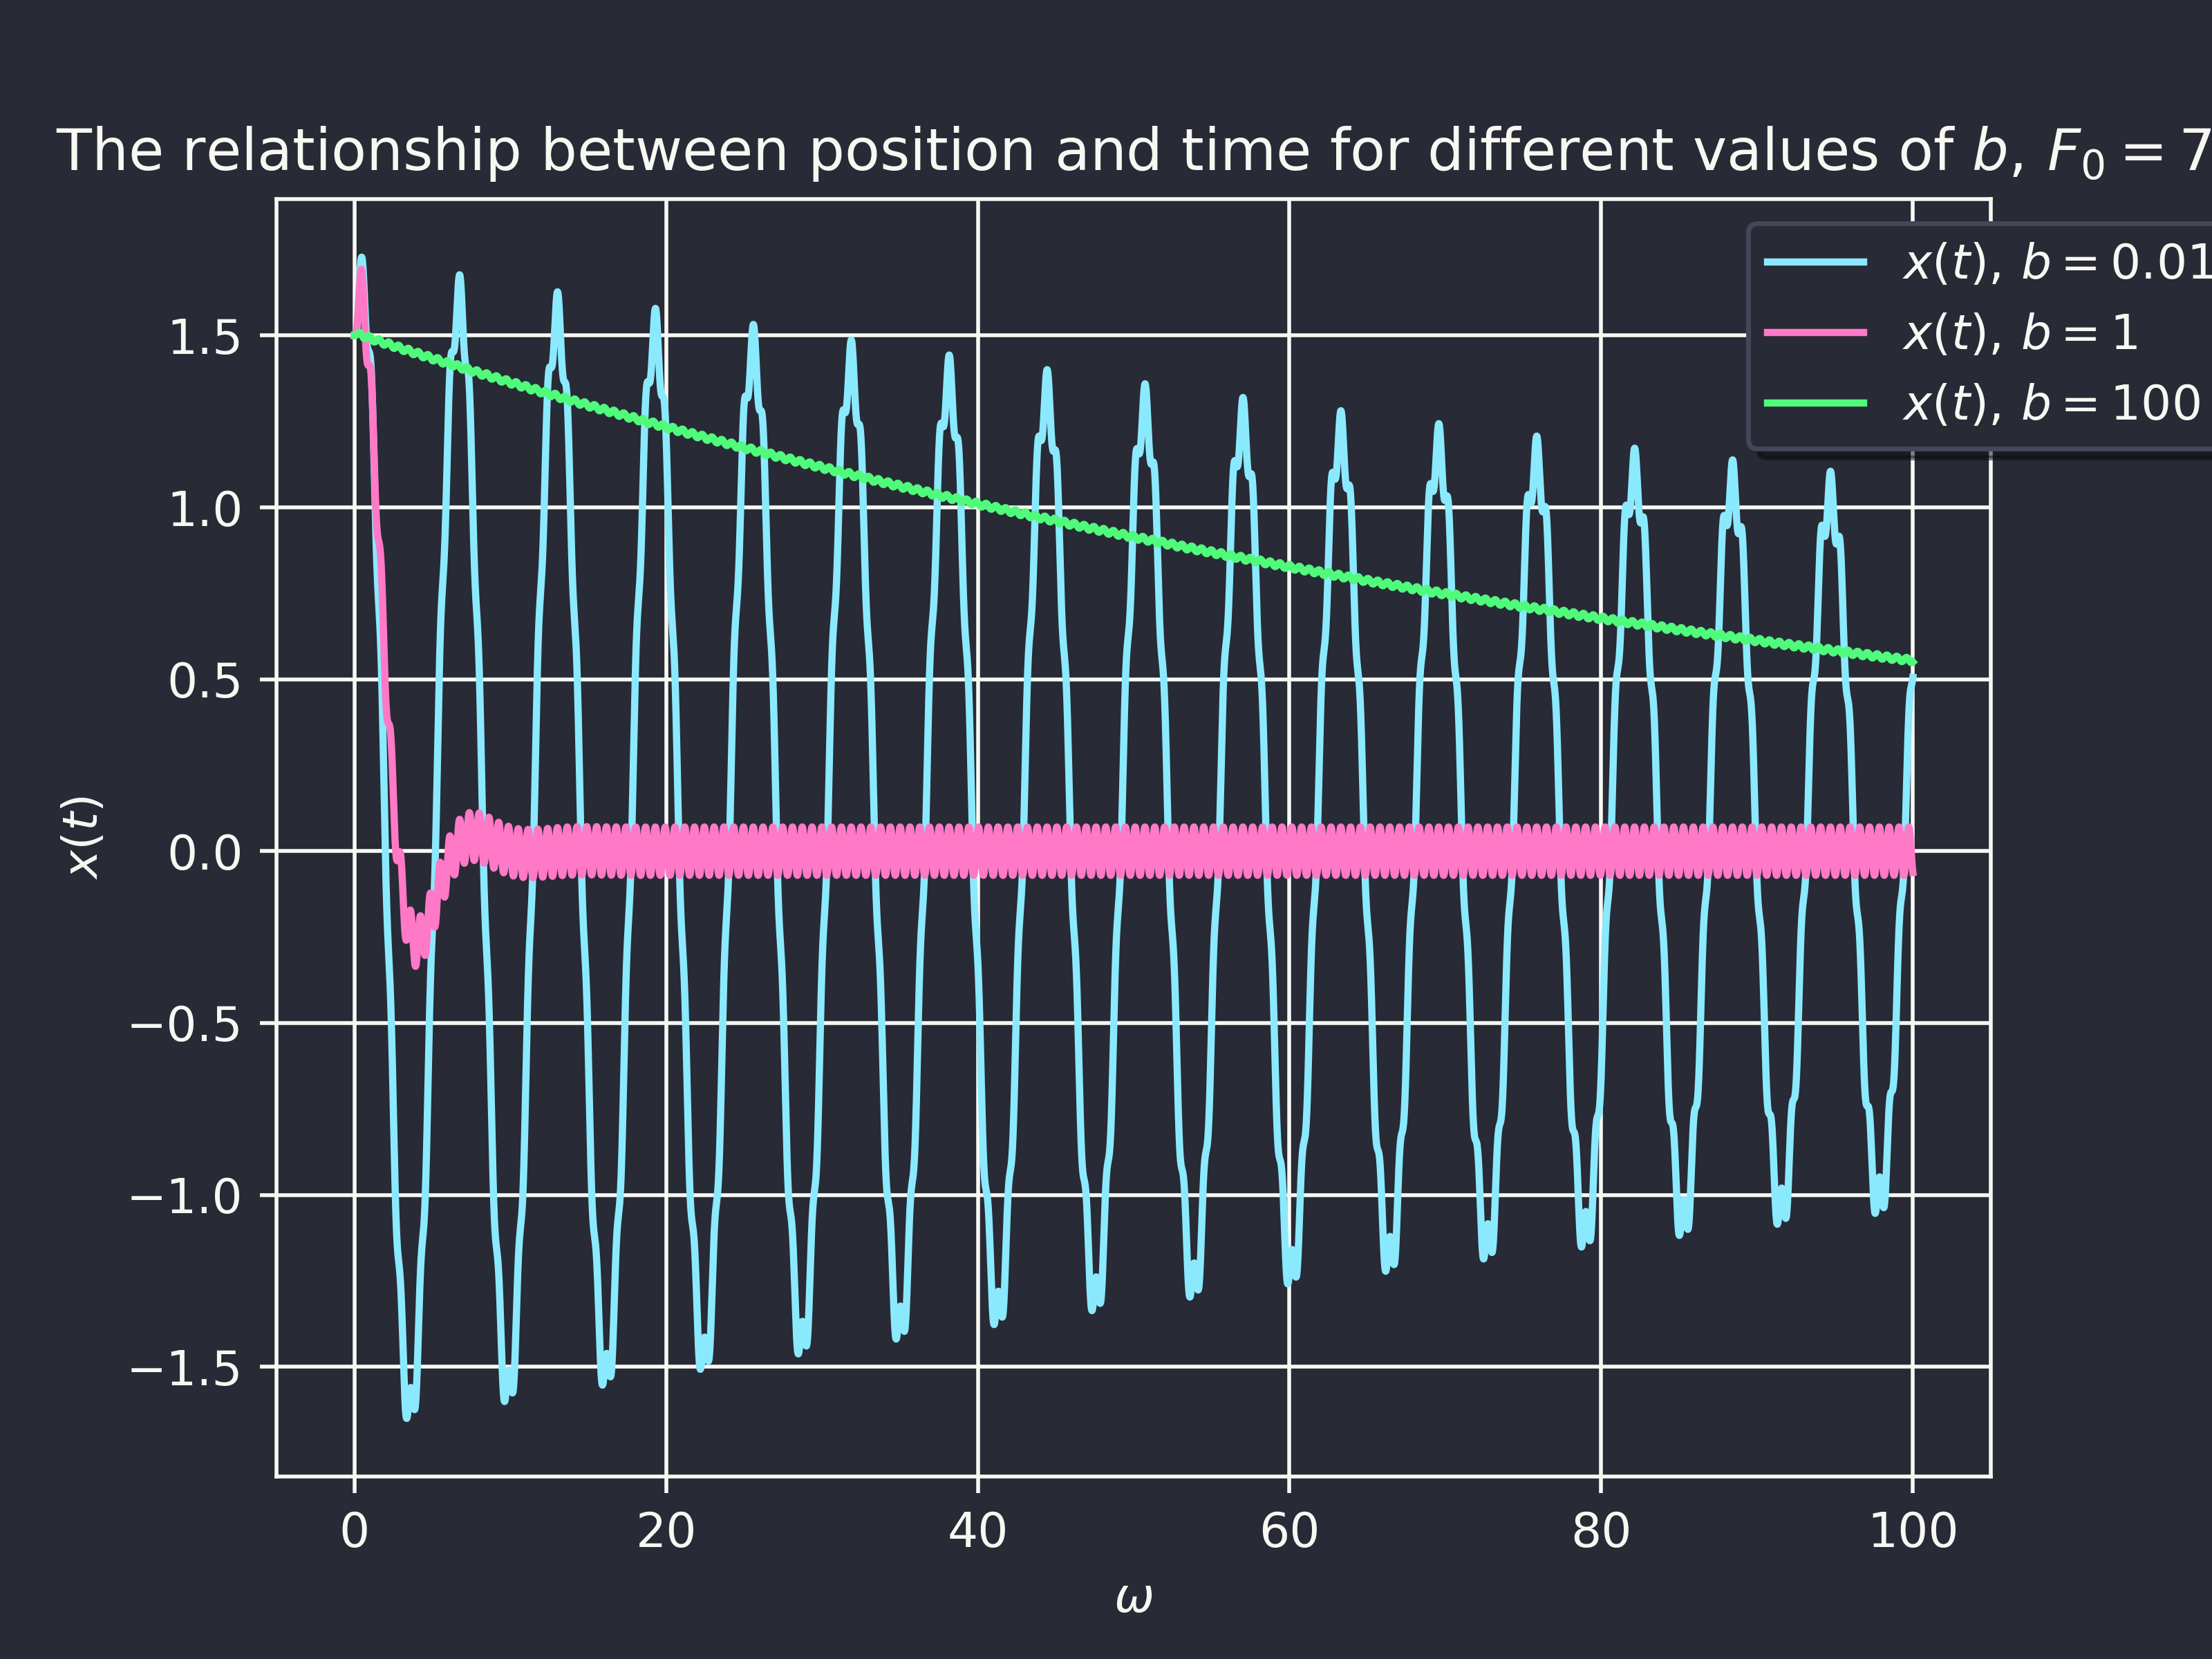 The relationship between position and time for different values of b, F₀ = 7
x(t), b = 0.01
x(t), b = 1
x(t), b = 100
x(t)
1.5
1.0
0.5
0.0
−0.5
−1.0
−1.5
0 20 40 60 80 100
ω